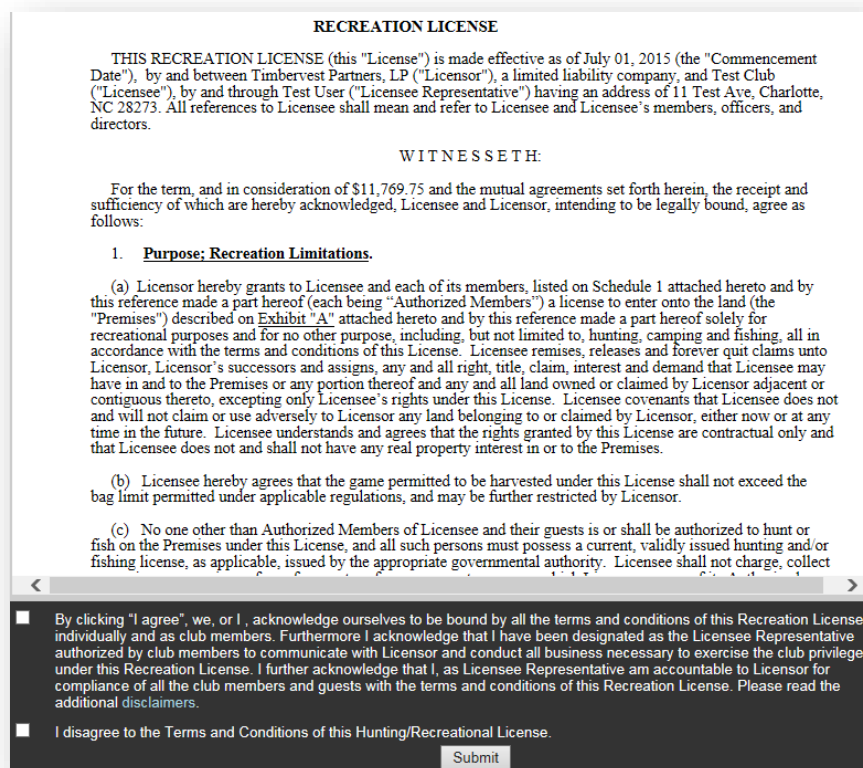 RECREATION LICENSE
THIS RECREATION LICENSE (this "License") is made effective as of July 01, 2015 (the "Commencement
Date"), by and between Timbervest Partners, LP ("Licensor"), a limited liability company, and Test Club
("Licensee"), by and through Test User ("Licensee Representative") having an address of 11 Test Ave, Charlotte,
NC 28273. All references to Licensee shall mean and refer to Licensee and Licensee’s members, officers, and
directors.
W I T N E S S E T H:
For the term, and in consideration of $11,769.75 and the mutual agreements set forth herein, the receipt and
sufficiency of which are hereby acknowledged, Licensee and Licensor, intending to be legally bound, agree as
follows:
1. Purpose; Recreation Limitations.
(a) Licensor hereby grants to Licensee and each of its members, listed on Schedule 1 attached hereto and by
this reference made a part hereof (each being “Authorized Members”) a license to enter onto the land (the
"Premises") described on Exhibit "A" attached hereto and by this reference made a part hereof solely for
recreational purposes and for no other purpose, including, but not limited to, hunting, camping and fishing, all in
accordance with the terms and conditions of this License. Licensee remises, releases and forever quit claims unto
Licensor, Licensor’s successors and assigns, any and all right, title, claim, interest and demand that Licensee may
have in and to the Premises or any portion thereof and any and all land owned or claimed by Licensor adjacent or
contiguous thereto, excepting only Licensee’s rights under this License. Licensee covenants that Licensee does not
and will not claim or use adversely to Licensor any land belonging to or claimed by Licensor, either now or at any
time in the future. Licensee understands and agrees that the rights granted by this License are contractual only and
that Licensee does not and shall not have any real property interest in or to the Premises.
(b) Licensee hereby agrees that the game permitted to be harvested under this License shall not exceed the
bag limit permitted under applicable regulations, and may be further restricted by Licensor.
(c) No one other than Authorized Members of Licensee and their guests is or shall be authorized to hunt or
fish on the Premises under this License, and all such persons must possess a current, validly issued hunting and/or
fishing license, as applicable, issued by the appropriate governmental authority. Licensee shall not charge, collect
By clicking “I agree”, we, or I , acknowledge ourselves to be bound by all the terms and conditions of this Recreation License
individually and as club members. Furthermore I acknowledge that I have been designated as the Licensee Representative
authorized by club members to communicate with Licensor and conduct all business necessary to exercise the club privilege
under this Recreation License. I further acknowledge that I, as Licensee Representative am accountable to Licensor for
compliance of all the club members and guests with the terms and conditions of this Recreation License. Please read the
additional disclaimers.
I disagree to the Terms and Conditions of this Hunting/Recreational License.
Submit